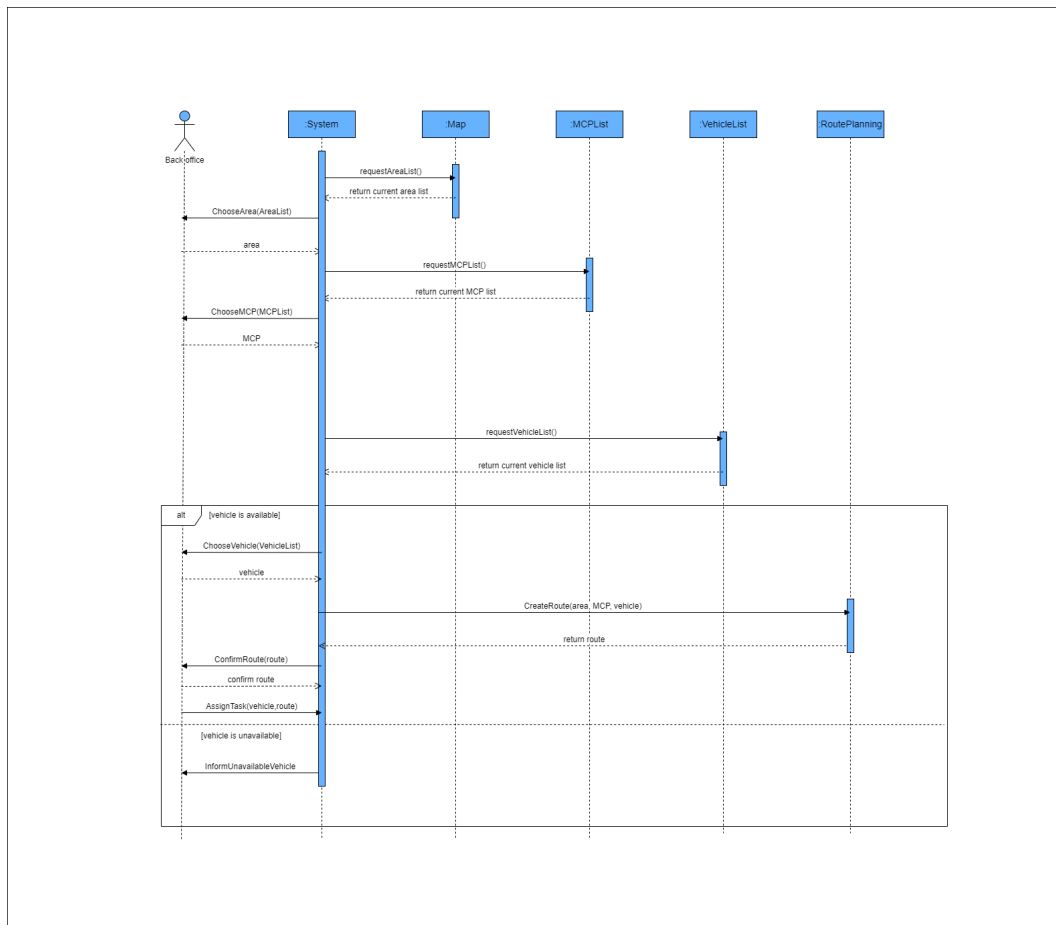 :System
:Map
:MCPList
:VehicleList
:RoutePlanning
Back office
requestAreaList()
return current area list
ChooseArea(AreaList)
area
requestMCPList()
return current MCP list
ChooseMCP(MCPList)
MCP
requestVehicleList()
return current vehicle list
alt
[vehicle is available]
ChooseVehicle(VehicleList)
vehicle
CreateRoute(area, MCP, vehicle)
return route
ConfirmRoute(route)
confirm route
AssignTask(vehicle,route)
[vehicle is unavailable]
InformUnavailableVehicle